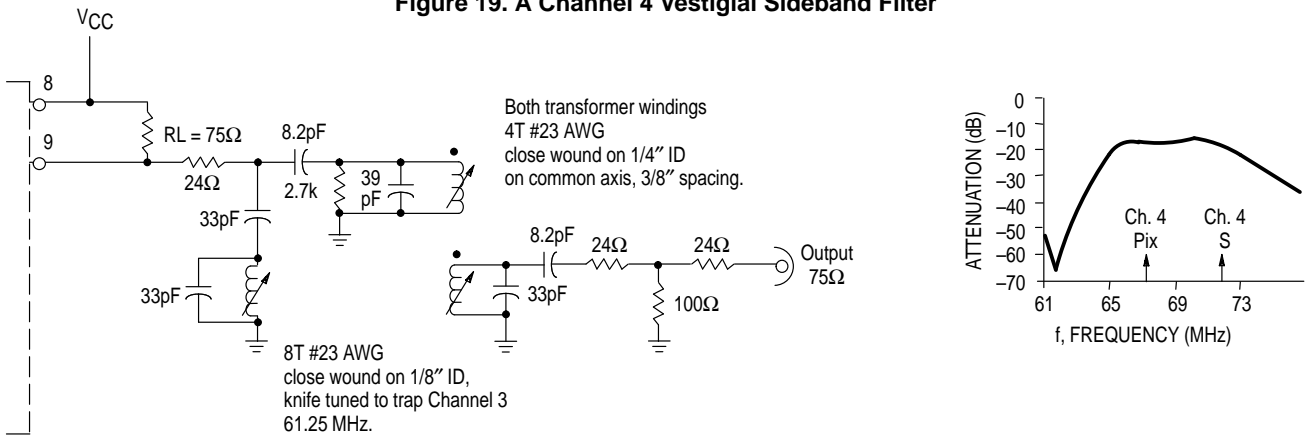 Figure 19. A Channel 4 Vestigial Sideband Filter
VCC
8
9
RL = 75Ω
24Ω
8.2pF
2.7k
39
pF
33pF
33pF
Both transformer windings
4T #23 AWG
close wound on 1/4″ ID
on common axis, 3/8″ spacing.
8T #23 AWG
close wound on 1/8″ ID,
knife tuned to trap Channel 3
61.25 MHz.
8.2pF
33pF
24Ω
24Ω
100Ω
Output
75Ω
ATTENUATION (dB)
0
–10
–20
–30
–40
–50
–60
–70
Ch. 4
Pix
Ch. 4
S
61
65
69
73
f, FREQUENCY (MHz)